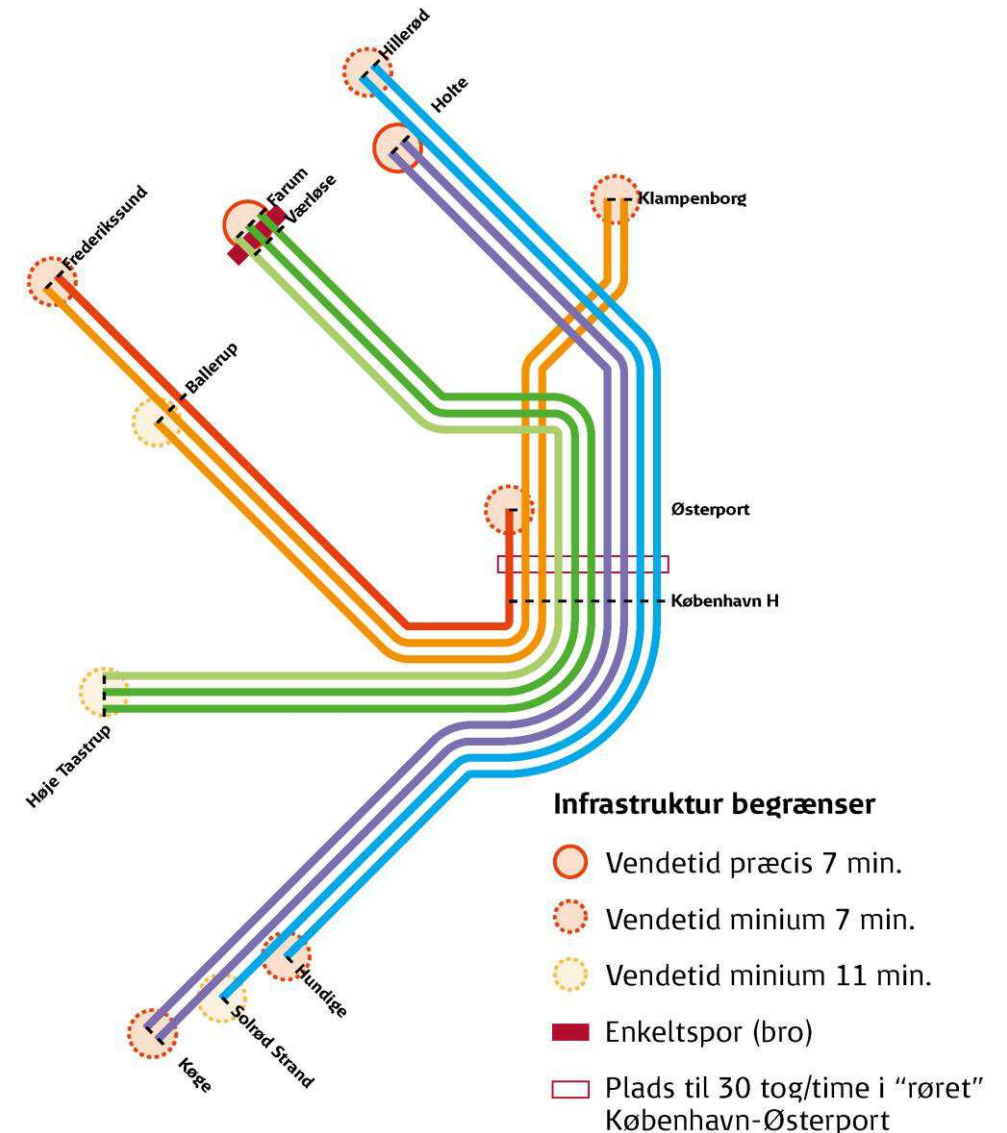 Hillerød
Holte
Farum
Værløse
Klampenborg
Frederikssund
Ballerup
Østerport
København H
Høje Taastrup
Hundige
Solrød Strand
Køge
Infrastruktur begrænser
Vendetid præcis 7 min.
Vendetid minium 7 min.
Vendetid minium 11 min.
Enkeltspor (bro)
Plads til 30 tog/time i “røret”
København-Østerport